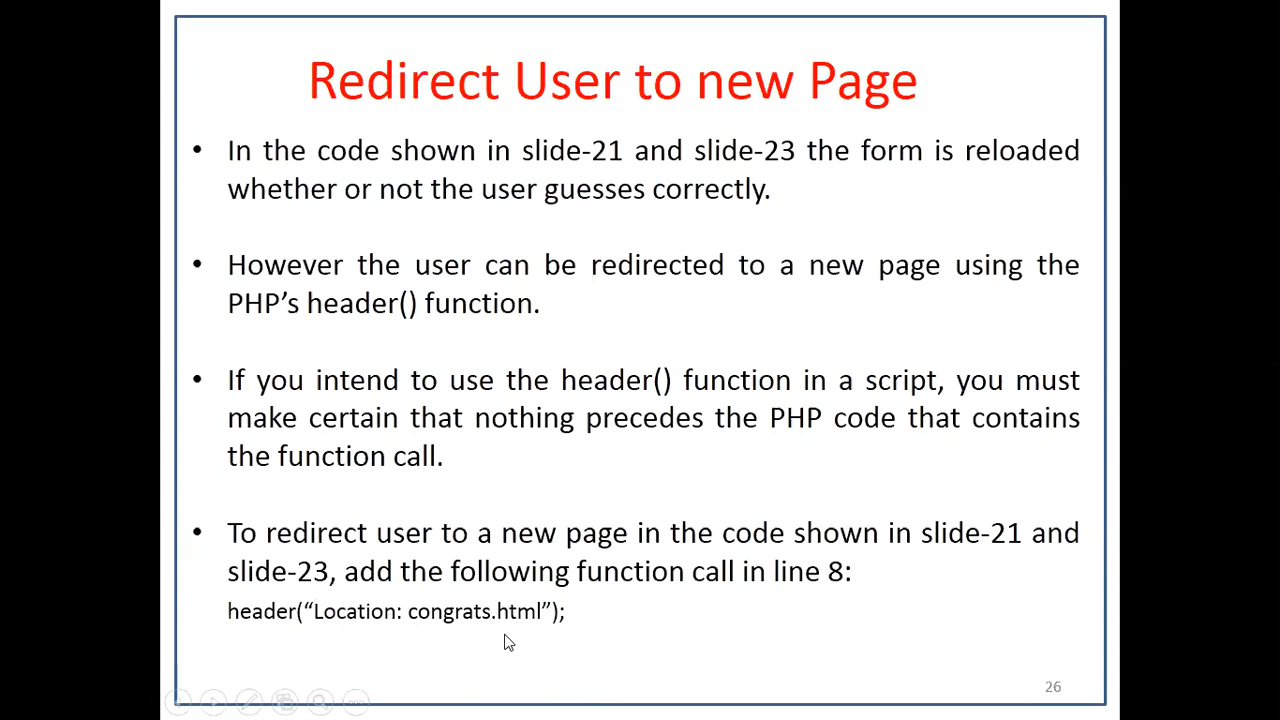 Redirect User to new Page
• In the code shown in slide-21 and slide-23 the form is reloaded
whether or not the user guesses correctly.
• However the user can be redirected to a new page using the
PHP’s header() function.
• If you intend to use the header() function in a script, you must
make certain that nothing precedes the PHP code that contains
the function call.
• To redirect user to a new page in the code shown in slide-21 and
slide-23, add the following function call in line 8:
header(“Location: congrats.html”);
26